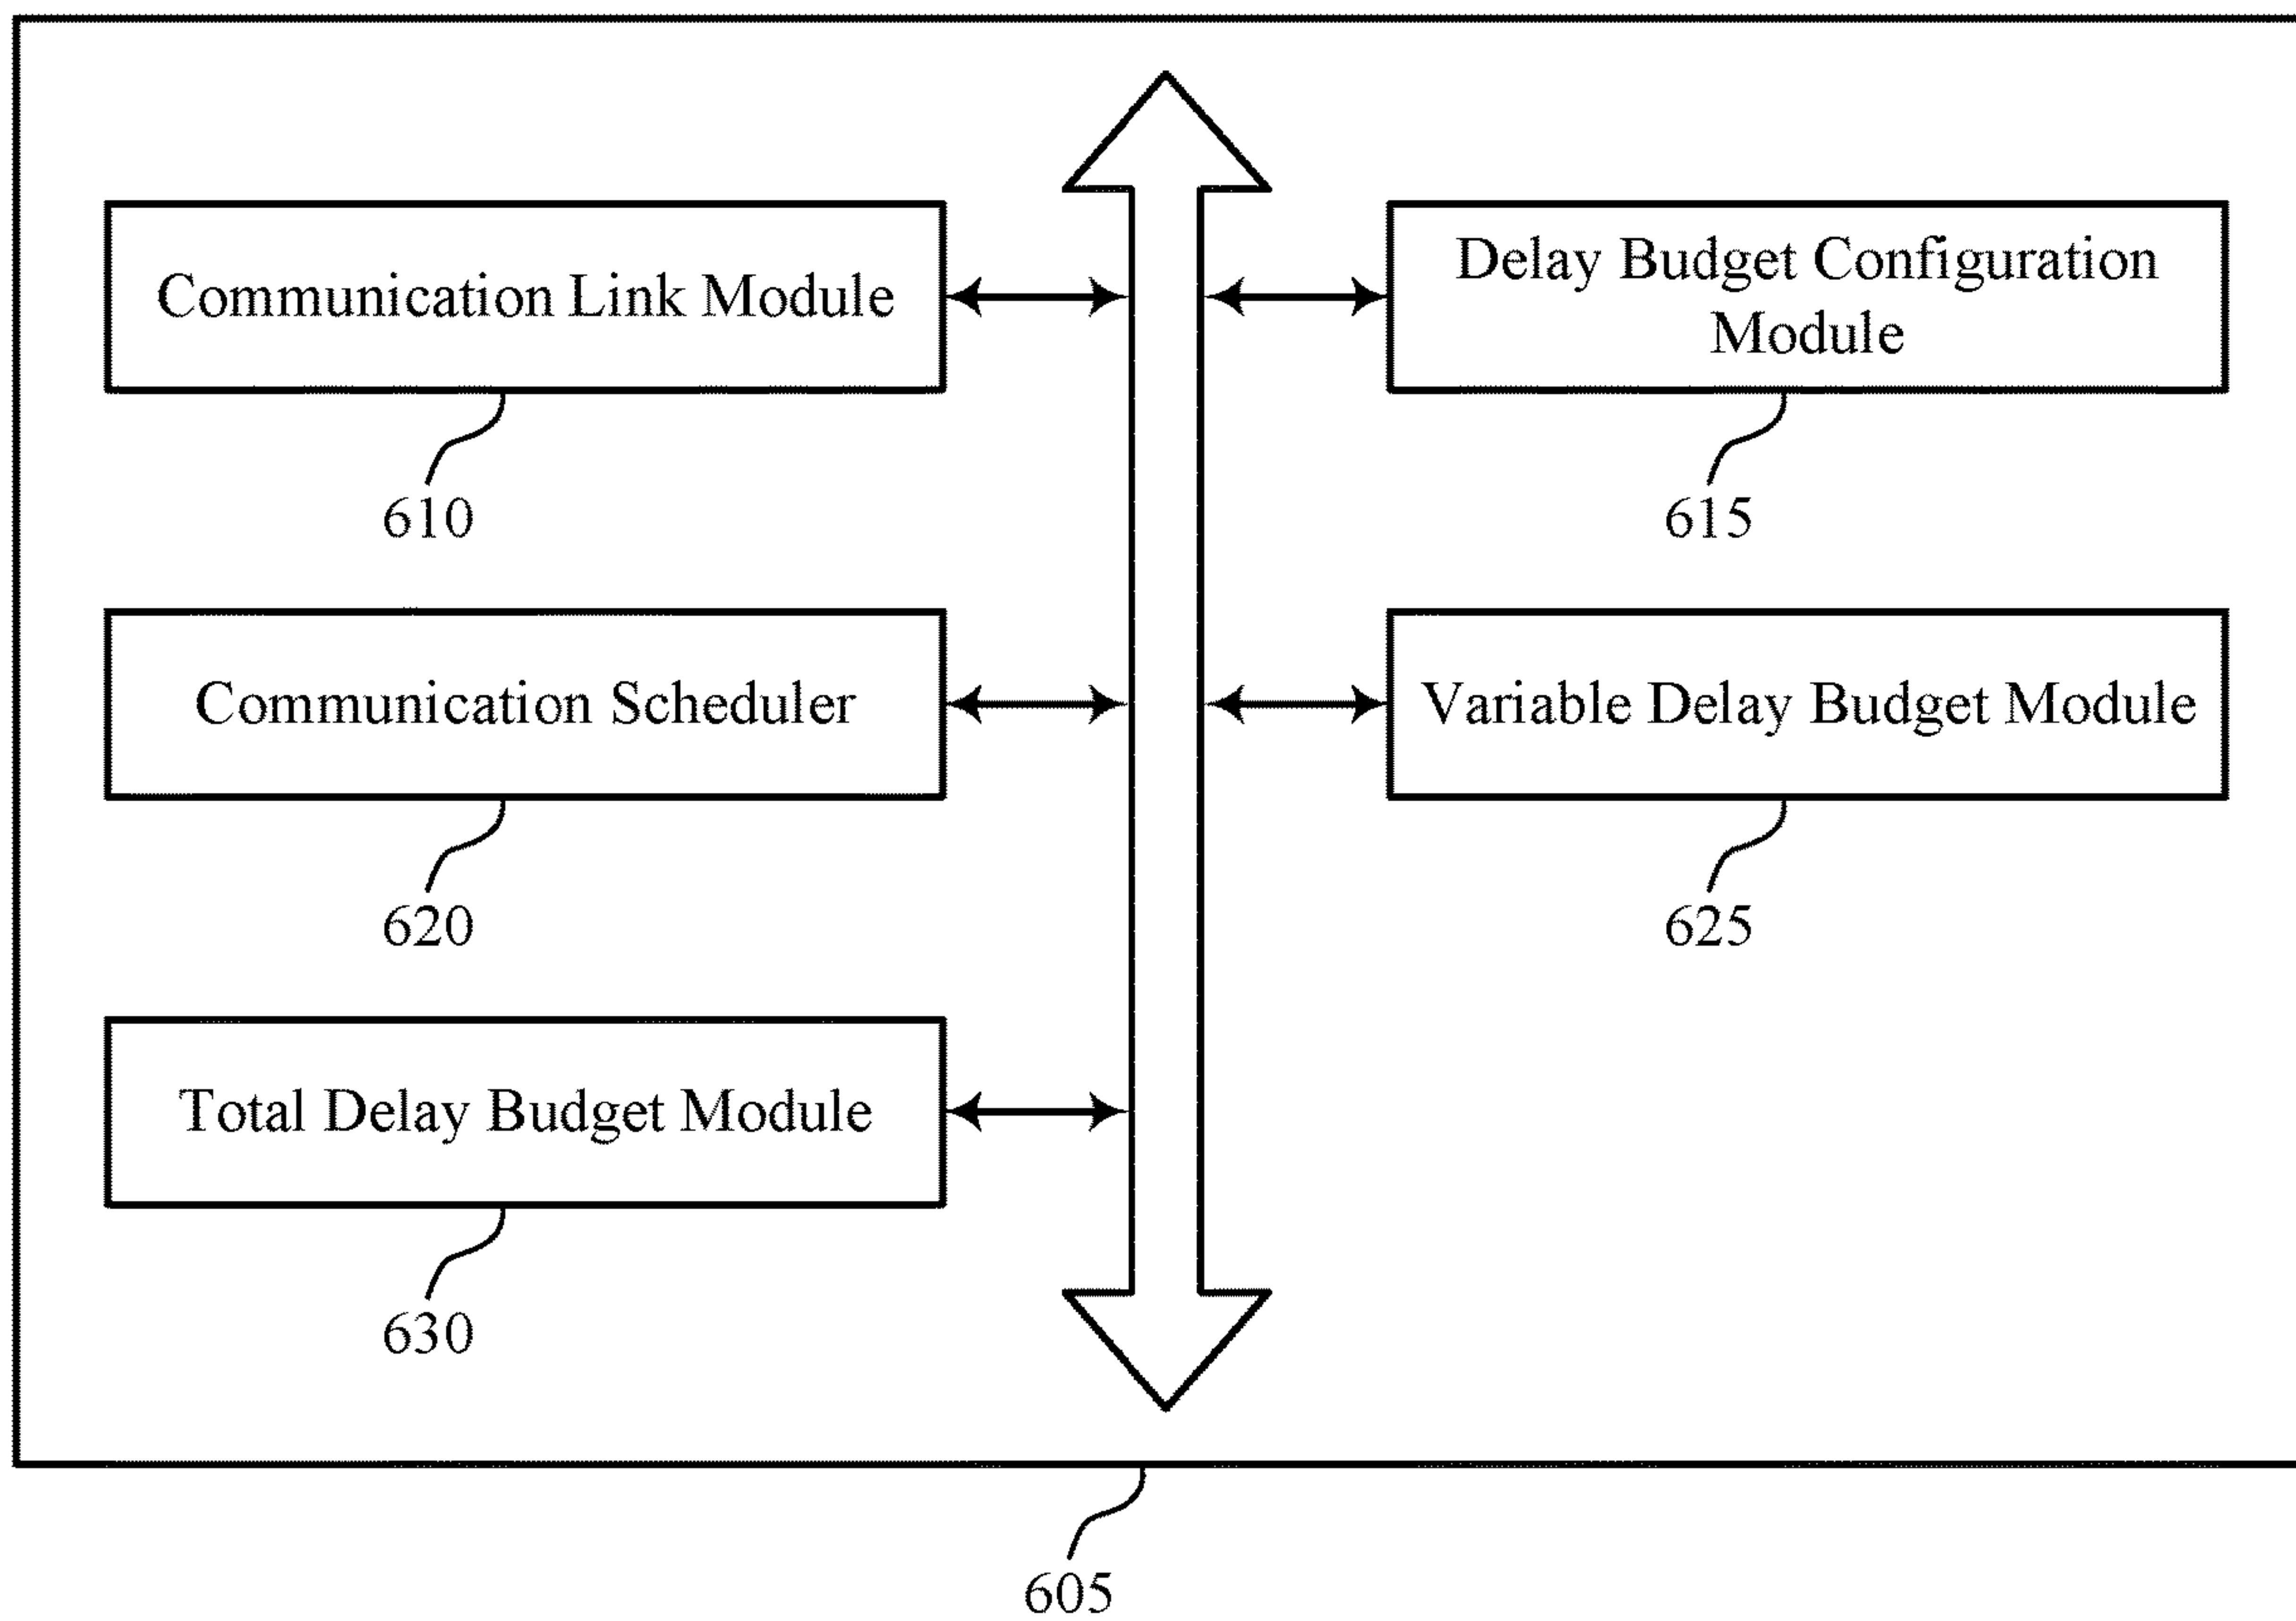 Communication Link Module
610
Delay Budget Configuration
Module
615
Communication Scheduler
620
Variable Delay Budget Module
625
Total Delay Budget Module
630
605